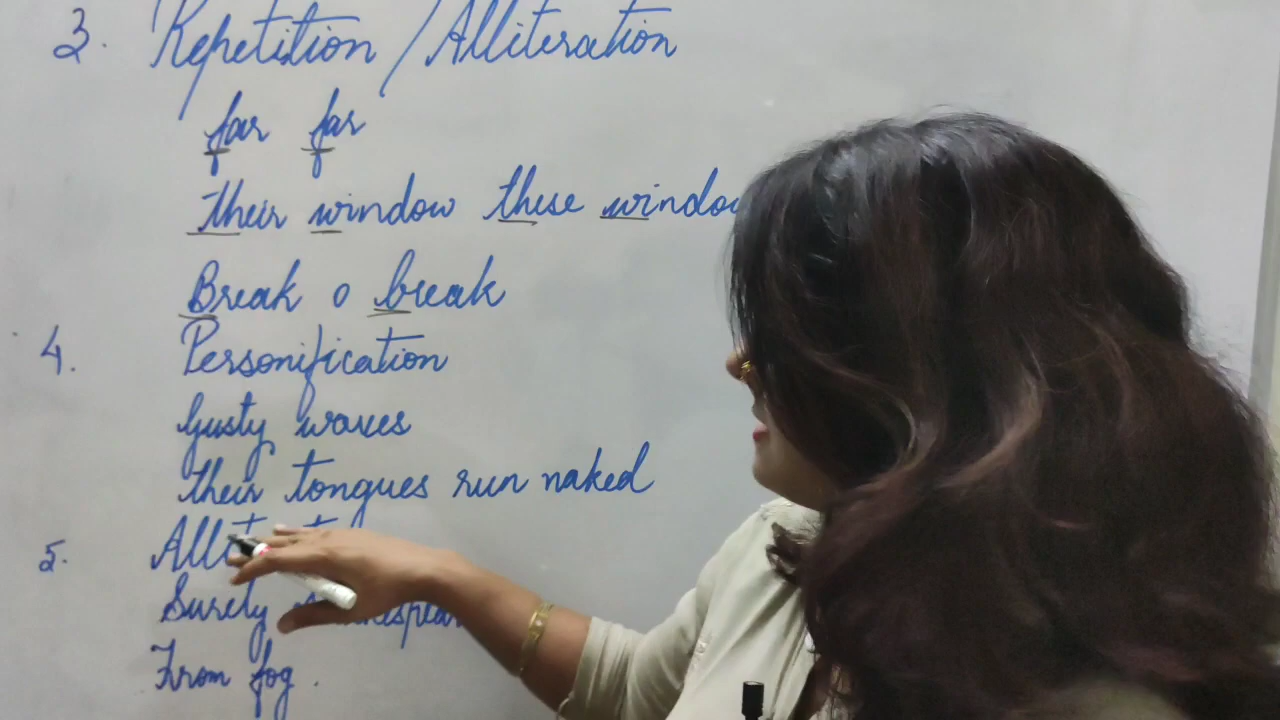 3. Repetition / Alliteration
far far
their window these window
Break o break
4. Personification
Gusty waves
their tongues run naked
5.
Surely
From fog.